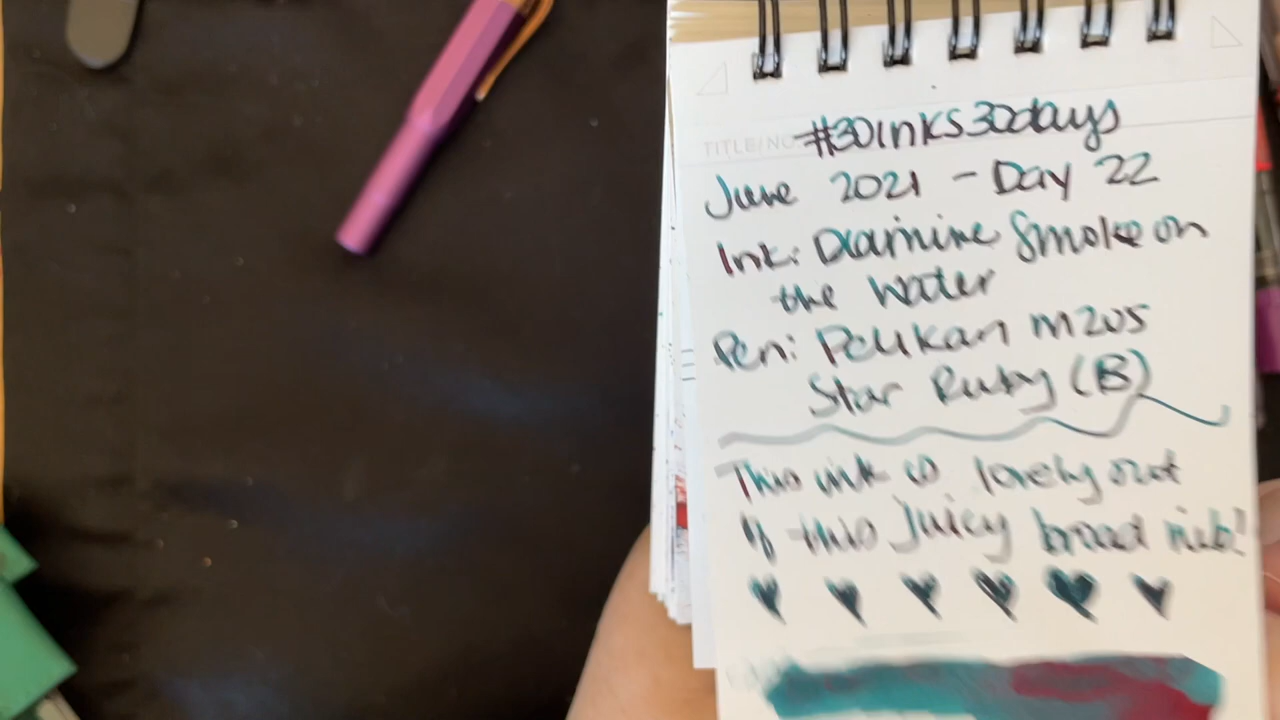 TITLE/NO
#30inks30days
June 2021 - Day 22
Ink: Diamine Smoke on
the Water
Pen: Pelikan M205
Star Ruby (B)
This ink is lovely out
of this juicy broad nib!